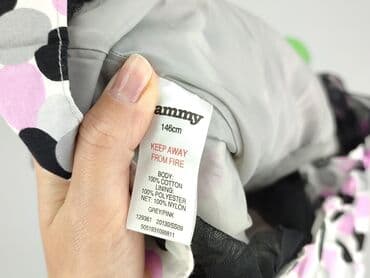 ammy
146cm
KEEP AWAY
FROM FIRE
BODY:
100% COTTON
LINING:
100% POLYESTER
NET: 100% NYLON
GREY/PINK